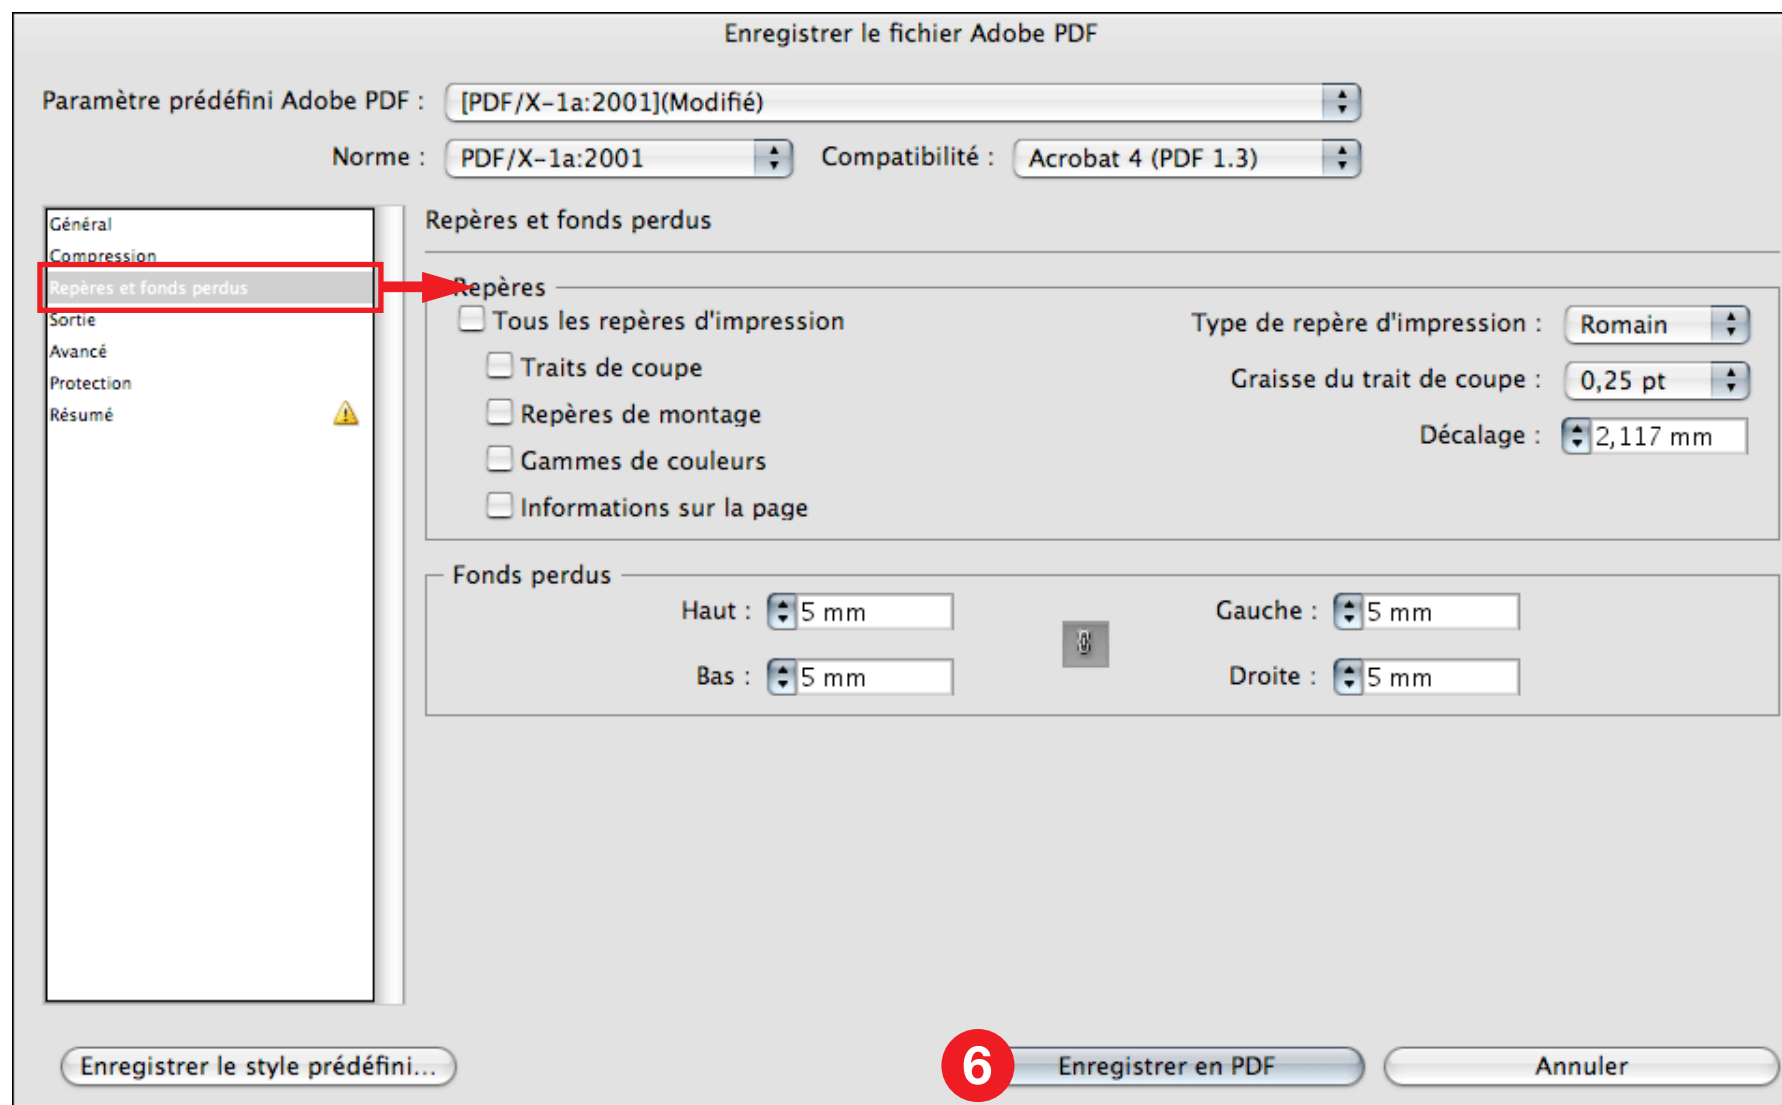 Enregistrer le fichier Adobe PDF
Paramètre prédéfini Adobe PDF : [PDF/X-1a:2001](Modifié)
Norme : PDF/X-1a:2001 Compatibilité : Acrobat 4 (PDF 1.3)
Général
Compression
Repères et fonds perdus
Sortie
Avancé
Protection
Résumé
Repères et fonds perdus
Repères
Tous les repères d'impression
Traits de coupe
Repères de montage
Gammes de couleurs
Informations sur la page
Type de repère d'impression : Romain
Graisse du trait de coupe : 0,25 pt
Décalage : 2,117 mm
Fonds perdus
Haut : 5 mm Gauche : 5 mm
Bas : 5 mm Droite : 5 mm
Enregistrer le style prédéfini... 6 Enregistrer en PDF Annuler